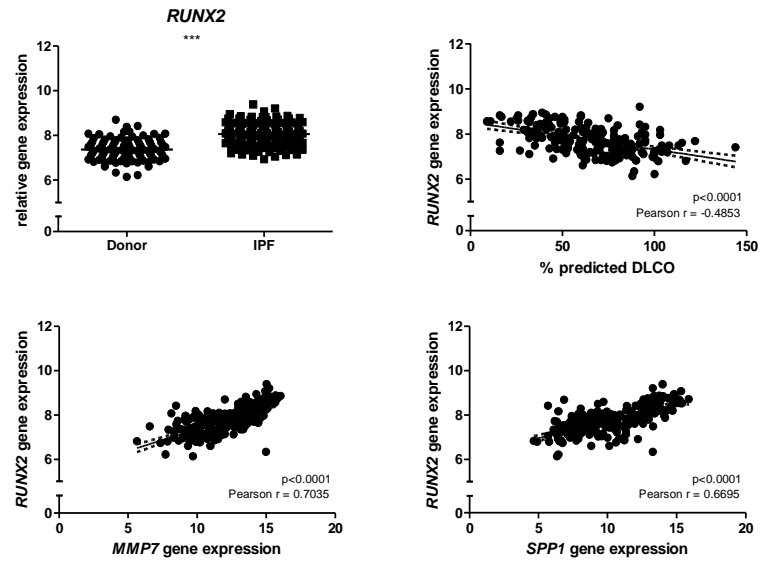 RUNX2
***
relative gene expression
12
10
8
6
0
Donor
IPF
RUNX2 gene expression
12
10
8
6
0
p<0.0001
Pearson r = -0.4853
0
50
100
150
% predicted DLCO
RUNX2 gene expression
12
10
8
6
0
p<0.0001
Pearson r = 0.7035
0
5
10
15
20
MMP7 gene expression
RUNX2 gene expression
12
10
8
6
0
p<0.0001
Pearson r = 0.6695
0
5
10
15
20
SPP1 gene expression